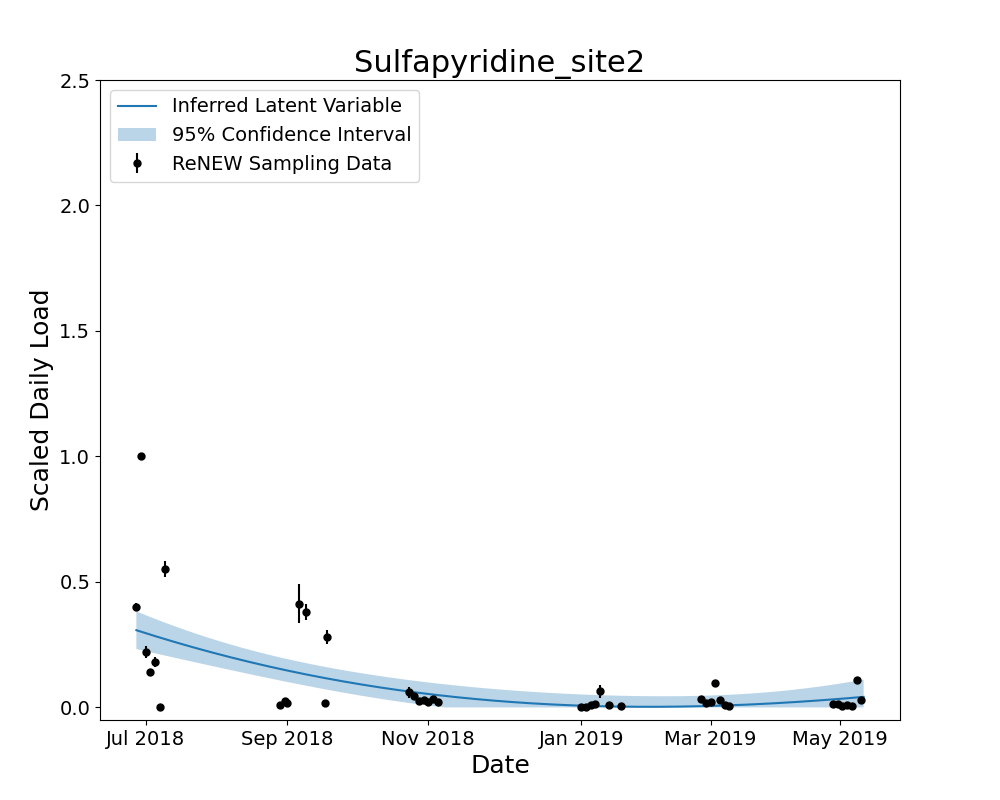 Sulfapyridine_site2
2.5
2.0
1.5
1.0
0.5
0.0
Scaled Daily Load
Inferred Latent Variable
95% Confidence Interval
ReNEW Sampling Data
Jul 2018 Sep 2018 Nov 2018 Jan 2019 Mar 2019 May 2019
Date